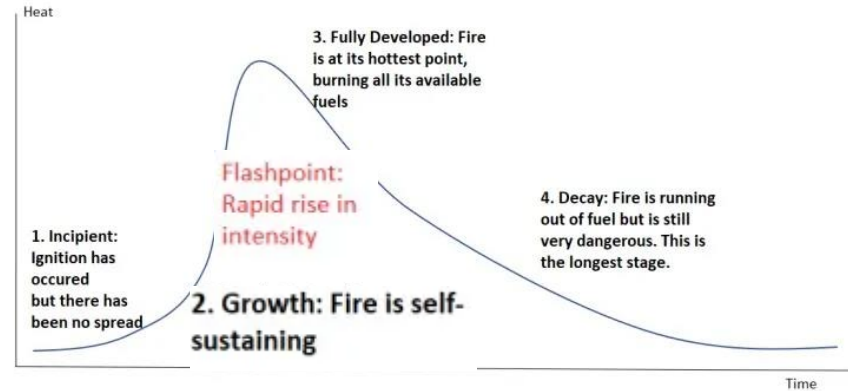 Heat
3. Fully Developed: Fire
is at its hottest point,
burning all its available
fuels
Flashpoint:
Rapid rise in
intensity
1. Incipient:
Ignition has
occured
but there has
been no spread
2. Growth: Fire is self-
sustaining
4. Decay: Fire is running
out of fuel but is still
very dangerous. This is
the longest stage.
Time